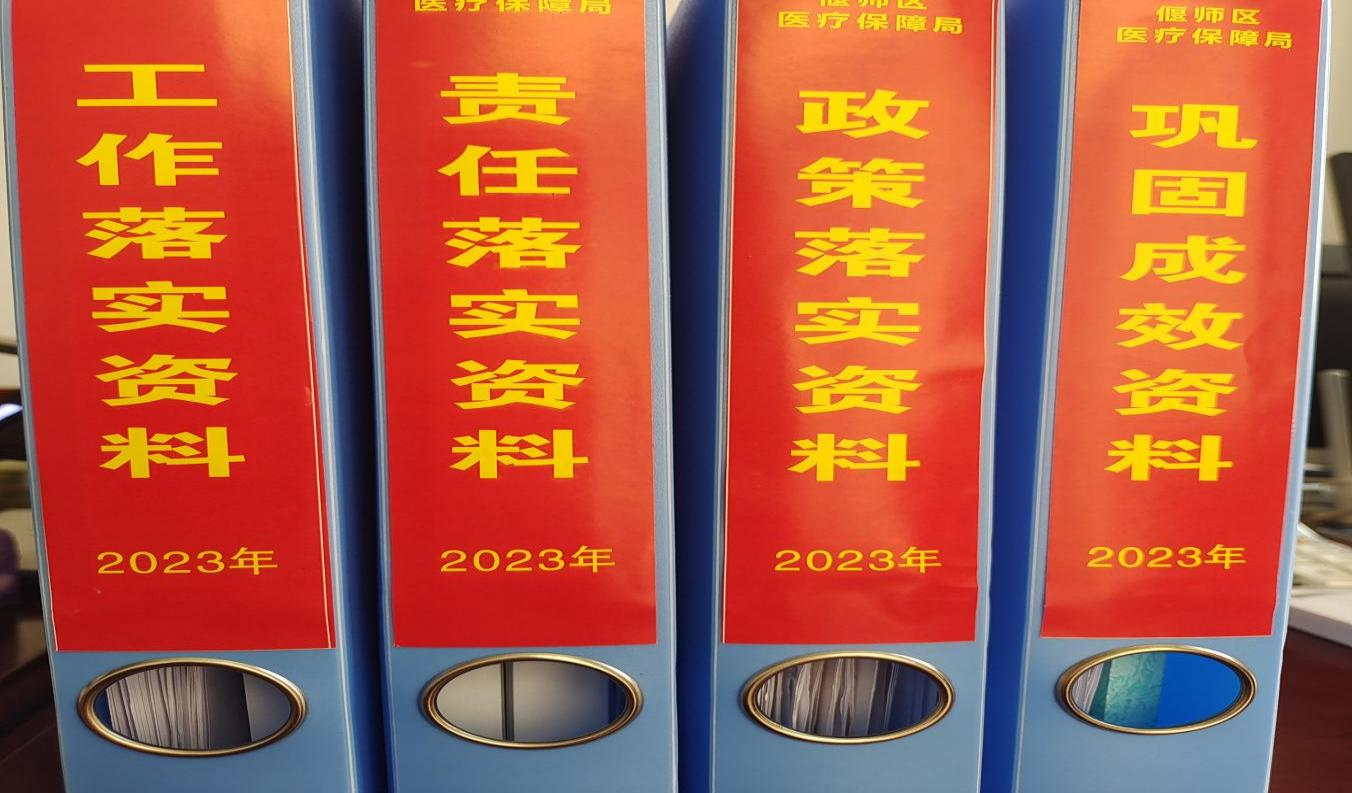 工作落实资料
2023年
医疗保障局
责任落实资料
2023年
偃师区
医疗保障局
政策落实资料
2023年
偃师区
医疗保障局
巩固成效资料
2023年